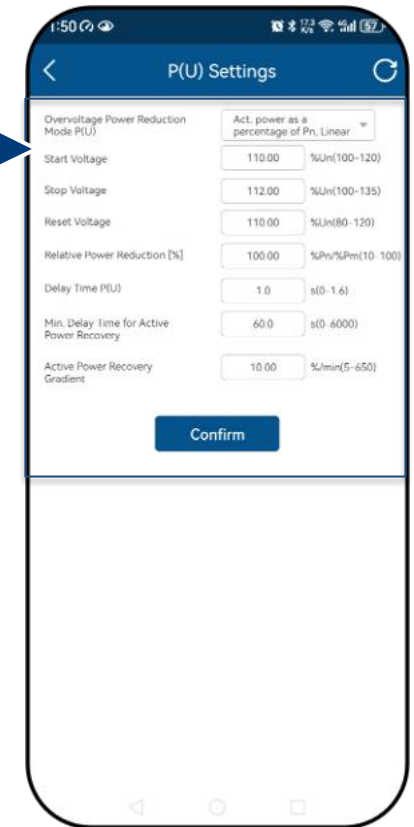 1:50
17.3 K/s 57
P(U) Settings
Overvoltage Power Reduction
Mode P(U)
Act. power as a
percentage of Pn, Linear
Start Voltage 110.00 %Un(100-120)
Stop Voltage 112.00 %Un(100-135)
Reset Voltage 110.00 %Un(80-120)
Relative Power Reduction [%] 100.00 %Pn/%Pm(10-100)
Delay Time P(U) 1.0 s(0-1.6)
Min. Delay Time for Active
Power Recovery
60.0 s(0-6000)
Active Power Recovery
Gradient
10.00 %/min(5-650)
Confirm